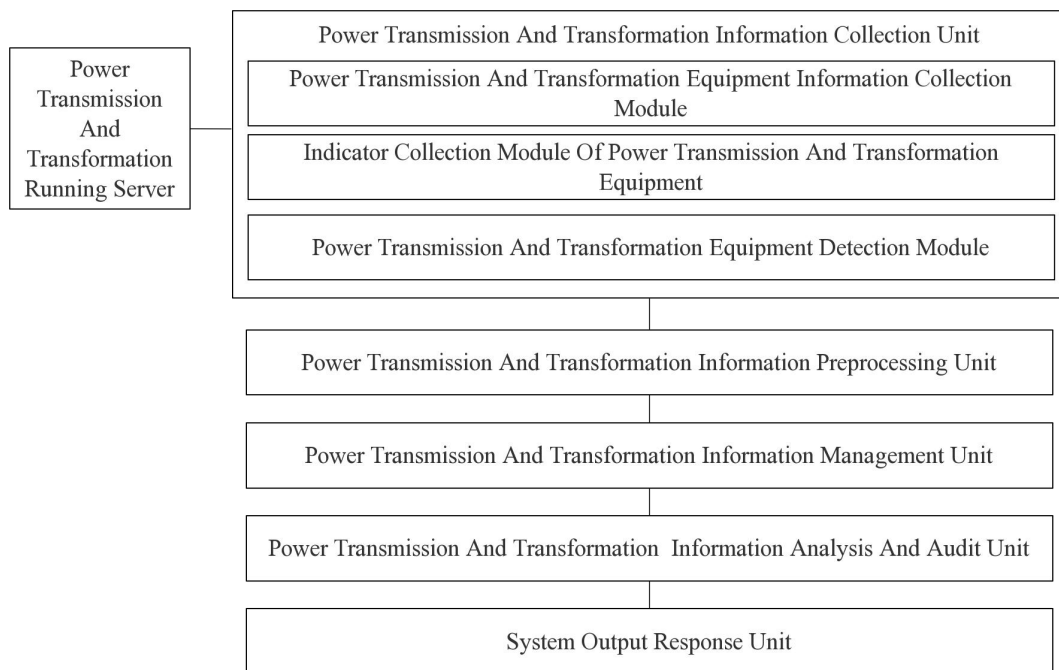 Power
Transmission
And
Transformation
Running Server
Power Transmission And Transformation Information Collection Unit
Power Transmission And Transformation Equipment Information Collection
Module
Indicator Collection Module Of Power Transmission And Transformation
Equipment
Power Transmission And Transformation Equipment Detection Module
Power Transmission And Transformation Information Preprocessing Unit
Power Transmission And Transformation Information Management Unit
Power Transmission And Transformation Information Analysis And Audit Unit
System Output Response Unit